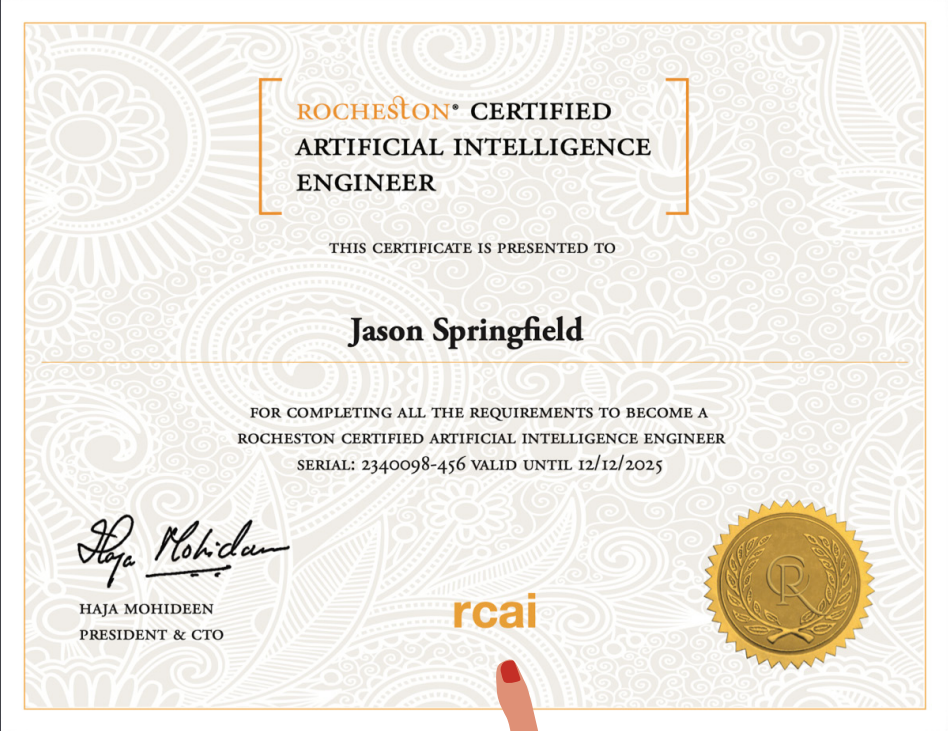 ROCHESTON® CERTIFIED
ARTIFICIAL INTELLIGENCE
ENGINEER
THIS CERTIFICATE IS PRESENTED TO
Jason Springfield
FOR COMPLETING ALL THE REQUIREMENTS TO BECOME A
ROCHESTON CERTIFIED ARTIFICIAL INTELLIGENCE ENGINEER
SERIAL: 2340098-456 VALID UNTIL 12/12/2025
Haja Mohideen
HAJA MOHIDEEN
PRESIDENT & CTO
rcai
R